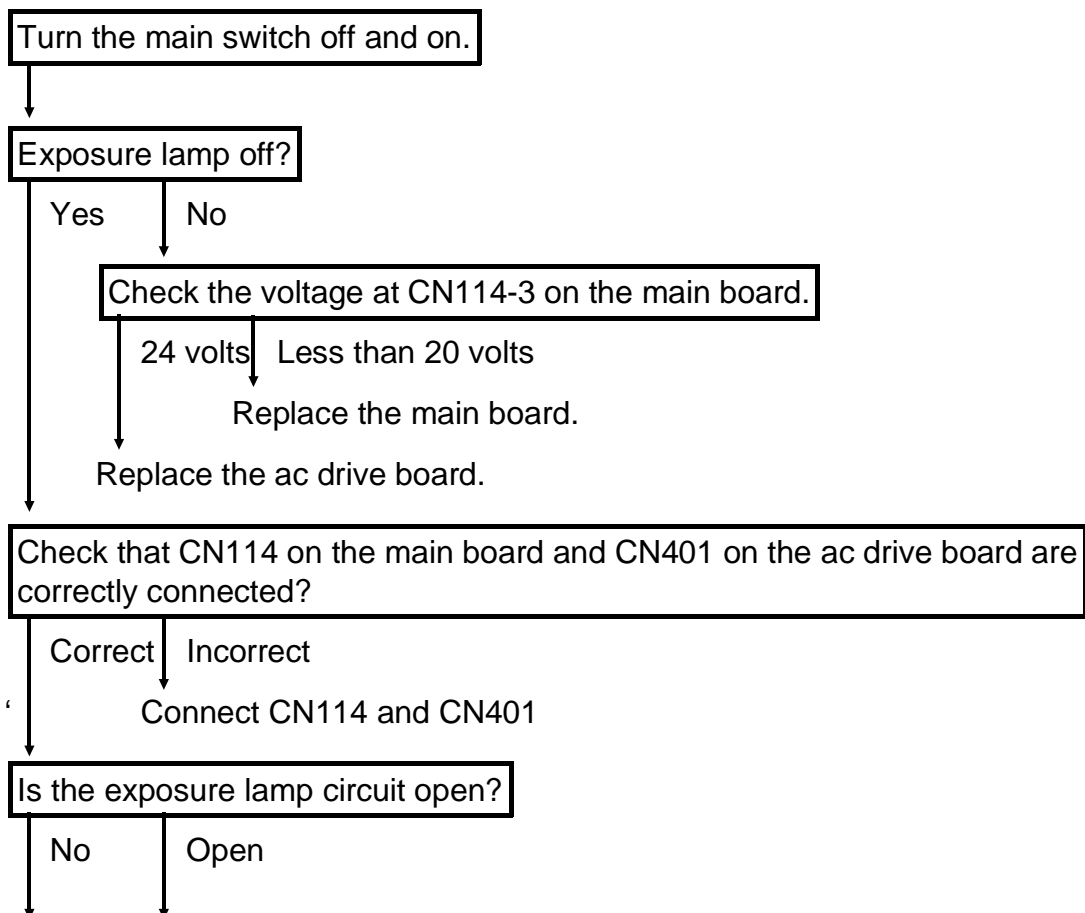 Turn the main switch off and on.
Exposure lamp off?
Yes No
Check the voltage at CN114-3 on the main board.
24 volts Less than 20 volts
Replace the main board.
Replace the ac drive board.
Check that CN114 on the main board and CN401 on the ac drive board are
correctly connected?
Correct Incorrect
‘ Connect CN114 and CN401
Is the exposure lamp circuit open?
No Open